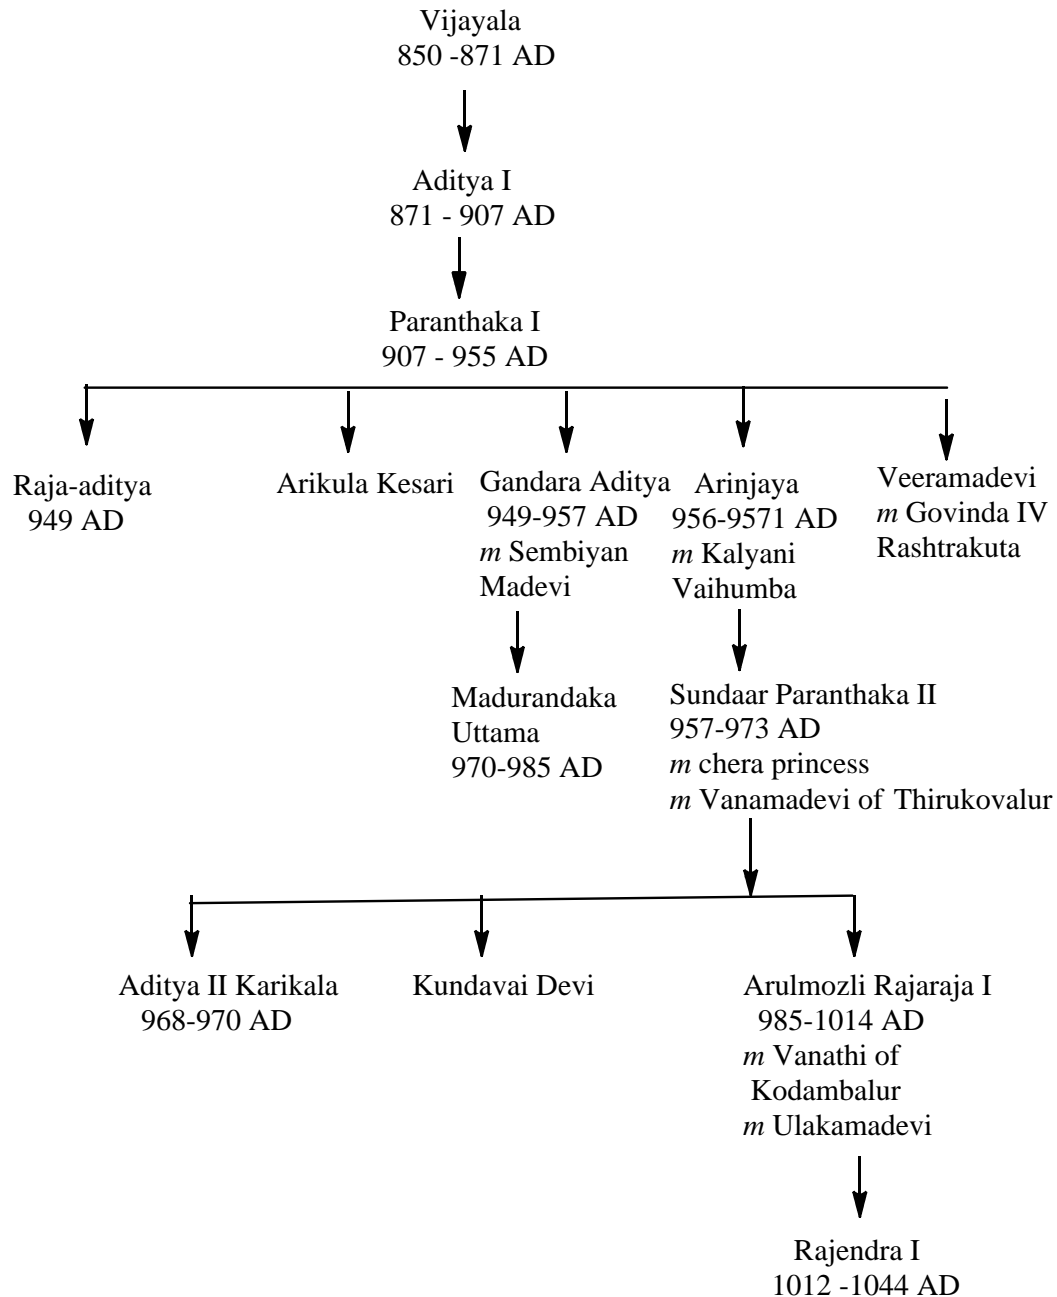 Vijayala
850 -871 AD
Aditya I
871 - 907 AD
Paranthaka I
907 - 955 AD
Raja-aditya
949 AD
Arikula Kesari
Gandara Aditya
949-957 AD
m Sembiyan
Madevi
Arinjaya
956-9571 AD
m Kalyani
Vaihumba
Veeramadevi
m Govinda IV
Rashtrakuta
Madurandaka
Uttama
970-985 AD
Sundaar Paranthaka II
957-973 AD
m chera princess
m Vanamadevi of Thirukovalur
Aditya II Karikala
968-970 AD
Kundavai Devi
Arulmozli Rajaraja I
985-1014 AD
m Vanathi of
Kodambalur
m Ulakamadevi
Rajendra I
1012 -1044 AD